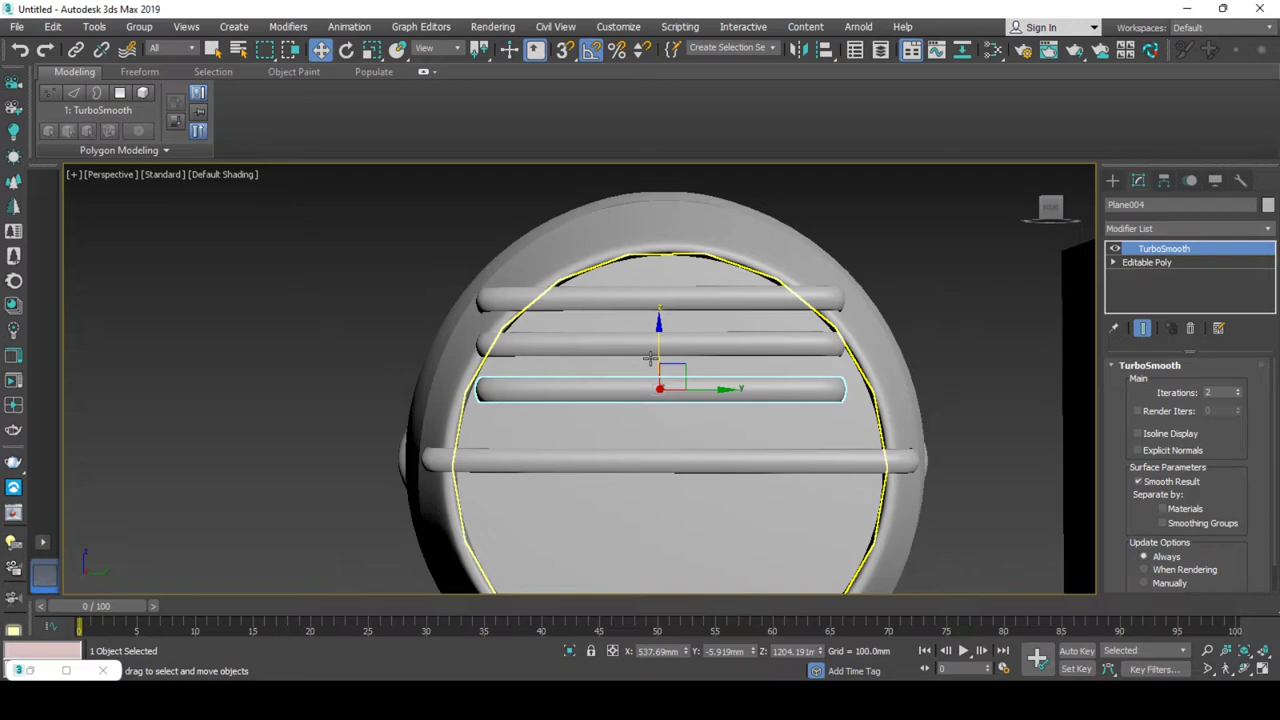 Untitled - Autodesk 3ds Max 2019
File Edit Tools Group Views Create Modifiers Animation Graph Editors Rendering Civil View Customize Scripting Interactive Content Arnold Help
Sign In Workspaces: Default
All View Create Selection Se
Modeling Freeform Selection Object Paint Populate
1: TurboSmooth
Polygon Modeling
[+] [Perspective] [Standard] [Default Shading]
Plane004
Modifier List
TurboSmooth
Editable Poly
TurboSmooth
Main
Iterations: 2
Render Iters: 0
Isoline Display
Explicit Normals
Surface Parameters
Smooth Result
Separate by:
Materials
Smoothing Groups
Update Options
Always
When Rendering
Manually
z
y
z
0 / 100
0 5 10 15 20 25 30 35 40 45 50 55 60 65 70 75 80 85 90 95 100
1 Object Selected X: 537.69mm Y: -5.919mm Z: 1204.191m Grid = 100.0mm Auto Key Selected
drag to select and move objects Add Time Tag 0 Set Key Key Filters...